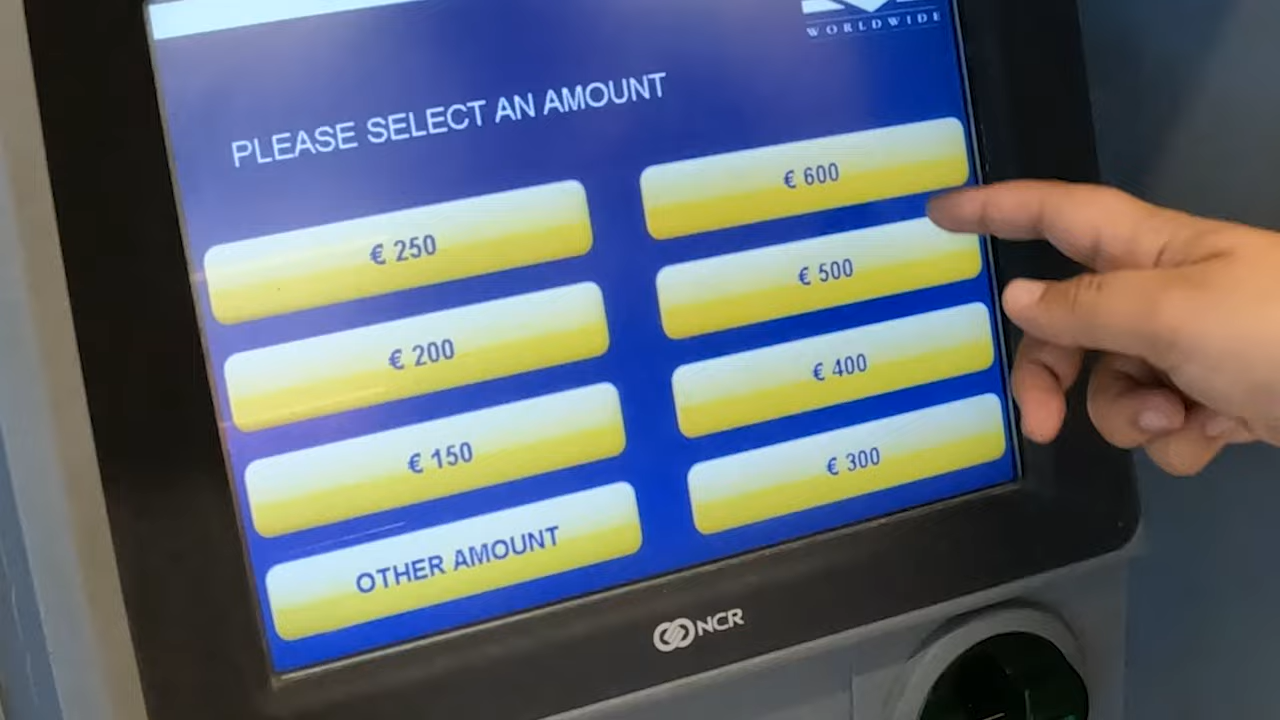 WORLDWIDE
PLEASE SELECT AN AMOUNT
€ 250
€ 200
€ 150
OTHER AMOUNT
€ 600
€ 500
€ 400
€ 300
NCR